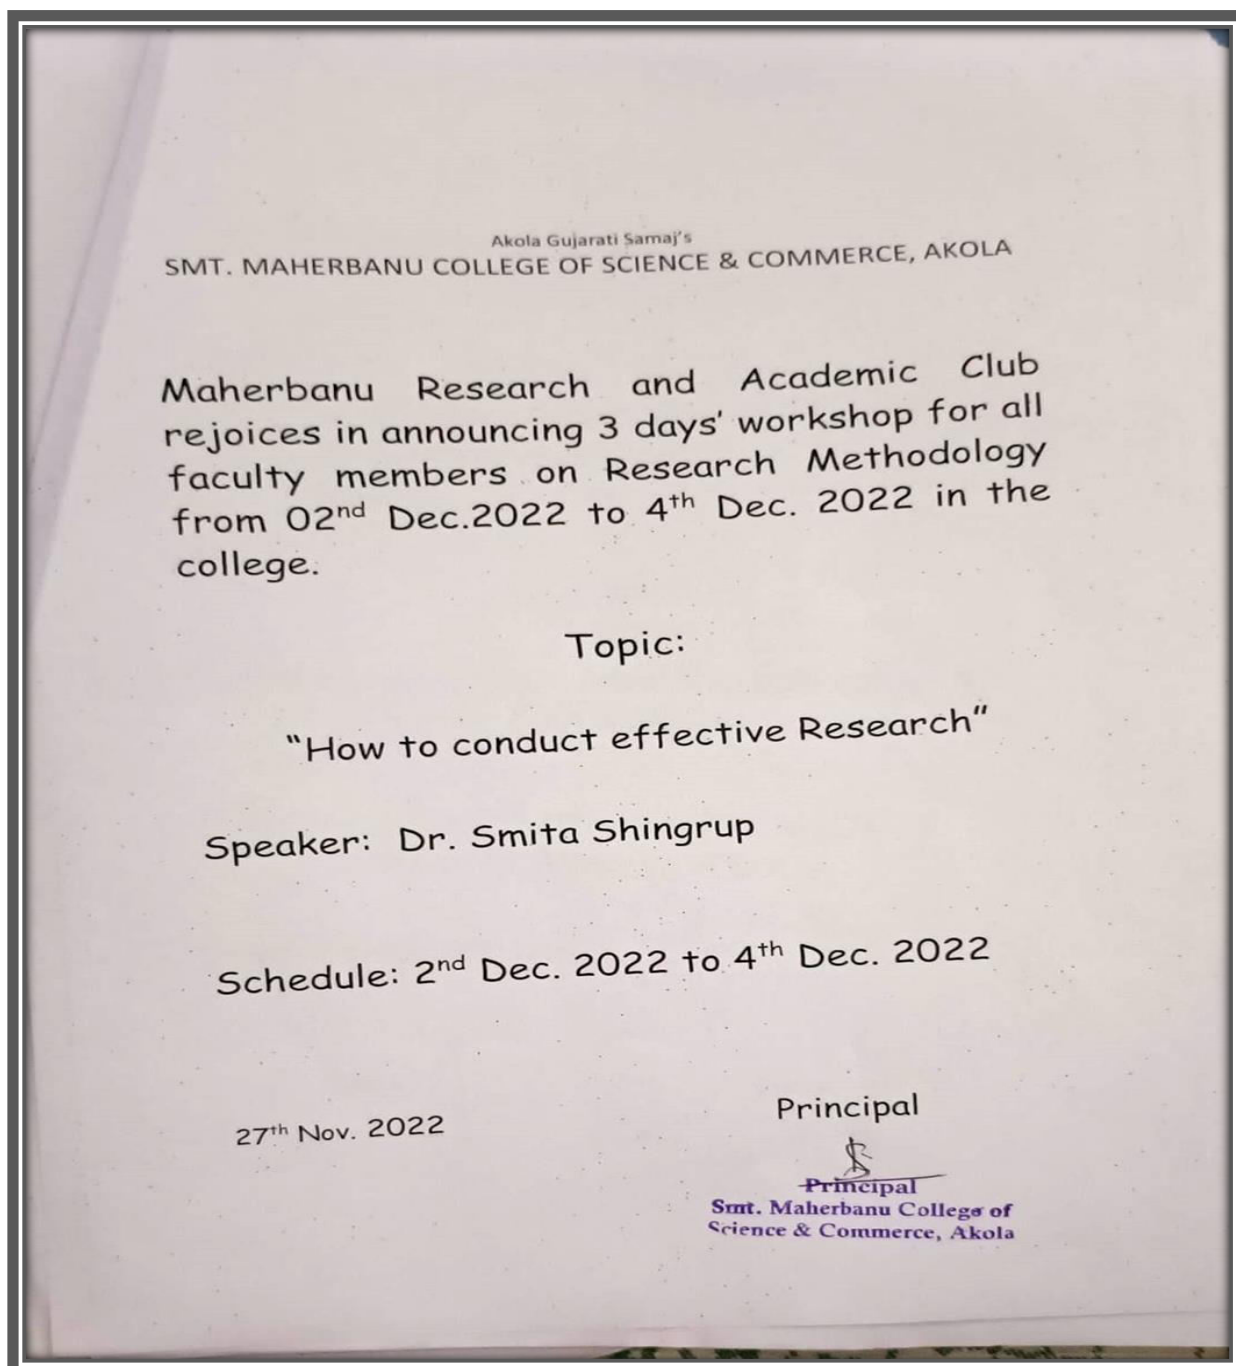 Akola Gujarati Samaj's
SMT. MAHERBANU COLLEGE OF SCIENCE & COMMERCE, AKOLA
Maherbanu Research and Academic Club
rejoices in announcing 3 days' workshop for all
faculty members on Research Methodology
from 02nd Dec.2022 to 4th Dec. 2022 in the
college.
Topic:
"How to conduct effective Research"
Speaker: Dr. Smita Shingrup
Schedule: 2nd Dec. 2022 to 4th Dec. 2022
27th Nov. 2022
Principal
Principal
Smt. Maherbanu College of
Science & Commerce, Akola